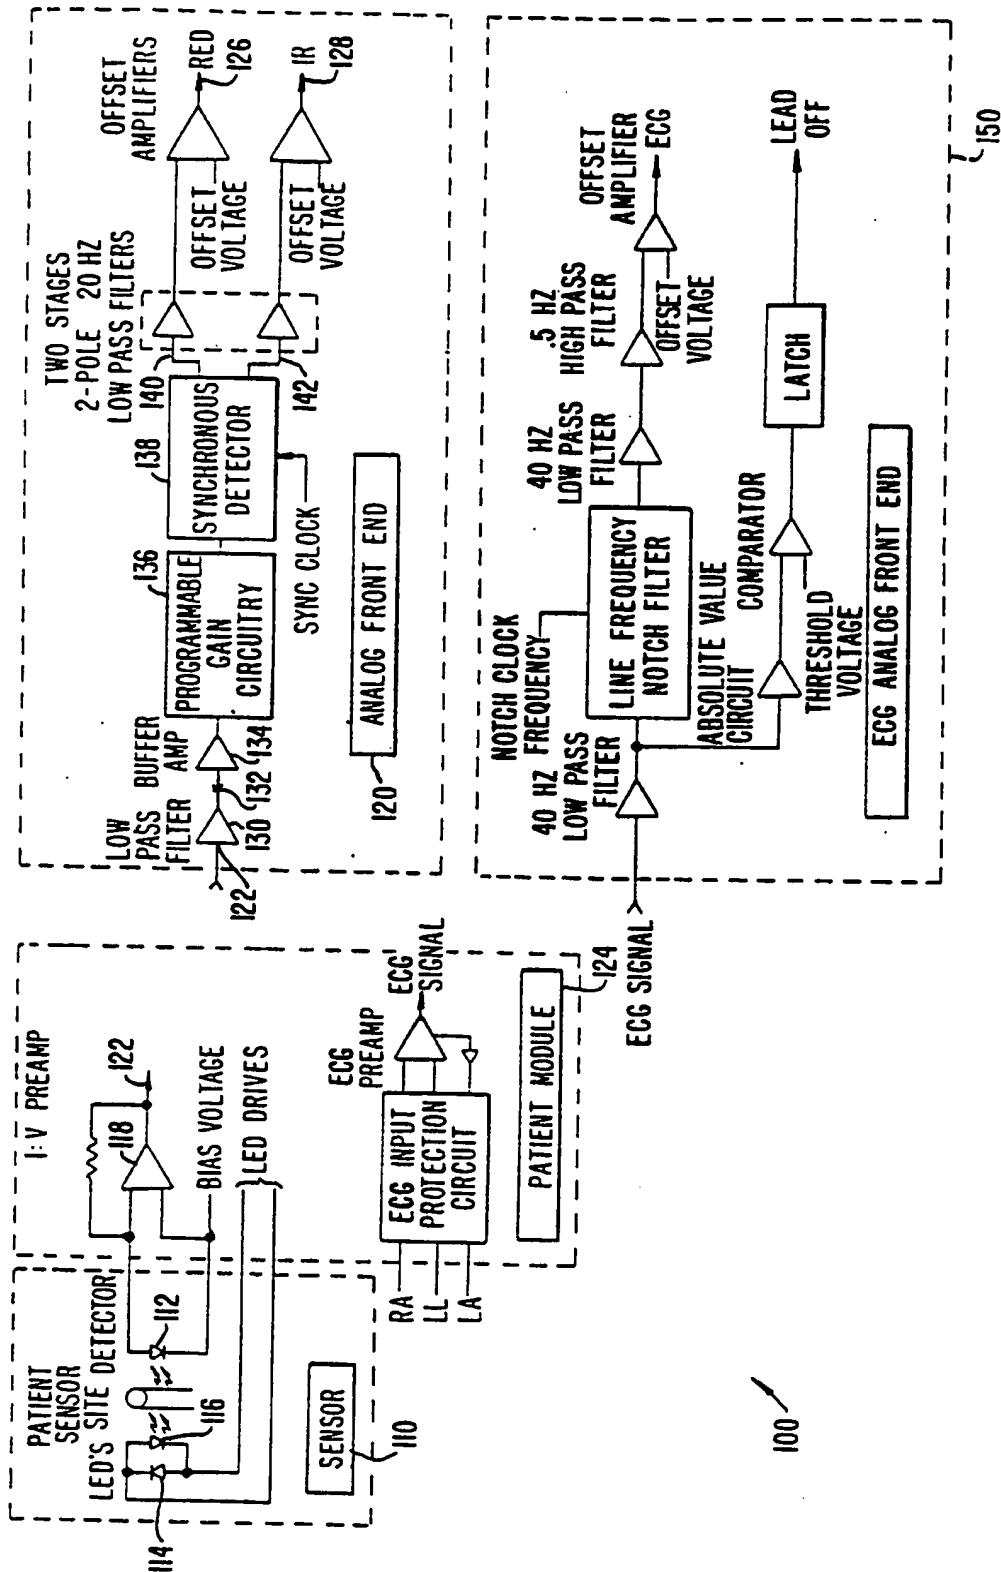 PATIENT
SENSOR
SITE
LED'S
DETECTOR
112
116
114
SENSOR
110
1:V PREAMP
118
122
BIAS VOLTAGE
LED DRIVES
RA
LL
LA
ECG INPUT
PROTECTION
CIRCUIT
ECG
PREAMP
ECG
SIGNAL
PATIENT MODULE
124
LOW
PASS
FILTER
122
130
132
BUFFER
AMP
134
136
PROGRAMMABLE
GAIN
CIRCUITRY
138
SYNCHRONOUS
DETECTOR
SYNC CLOCK
TWO STAGES
2-POLE 20 HZ
LOW PASS FILTERS
140
142
OFFSET
AMPLIFIERS
OFFSET
VOLTAGE
RED
126
OFFSET
VOLTAGE
IR
128
ANALOG FRONT END
120
ECG SIGNAL
40 HZ
LOW PASS
FILTER
NOTCH CLOCK
FREQUENCY
LINE FREQUENCY
NOTCH FILTER
40 HZ
LOW PASS
FILTER
.5 HZ
HIGH PASS
FILTER
OFFSET
AMPLIFIER
OFFSET
VOLTAGE
ECG
ABSOLUTE VALUE
CIRCUIT
COMPARATOR
THRESHOLD
VOLTAGE
LATCH
LEAD
OFF
ECG ANALOG FRONT END
150
100